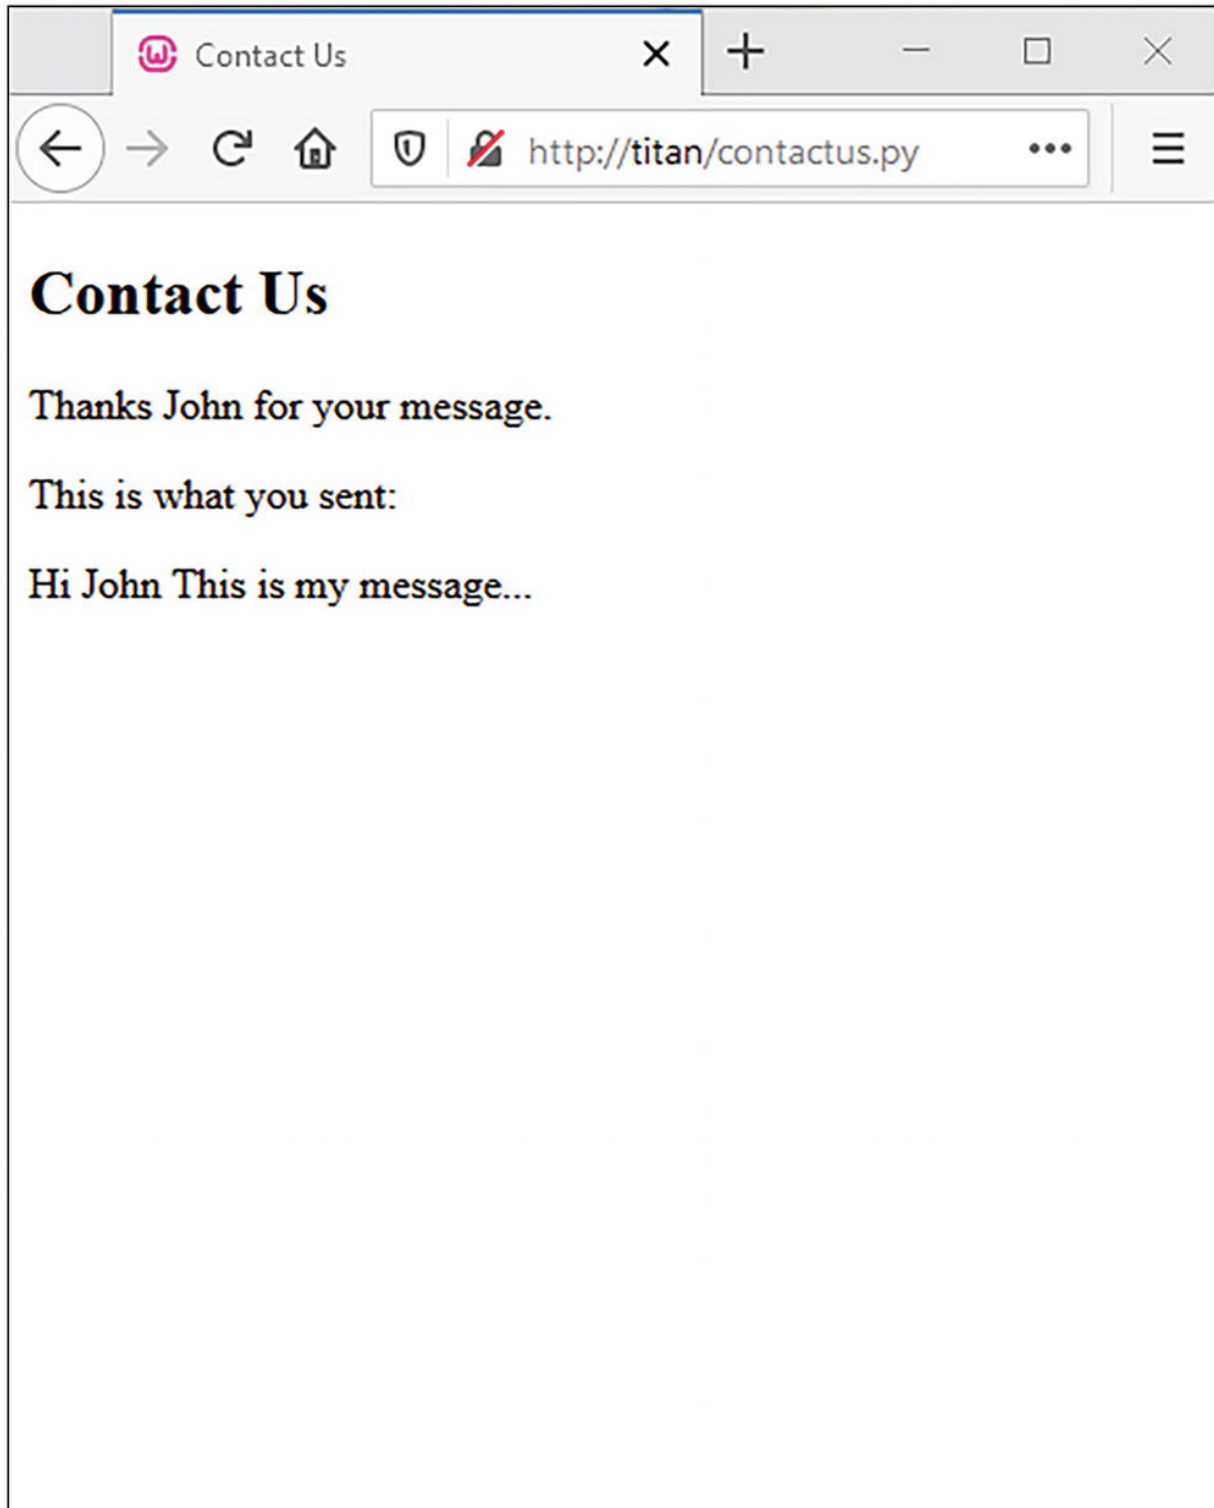 Contact Us
http://titan/contactus.py
Contact Us
Thanks John for your message.
This is what you sent:
Hi John This is my message...